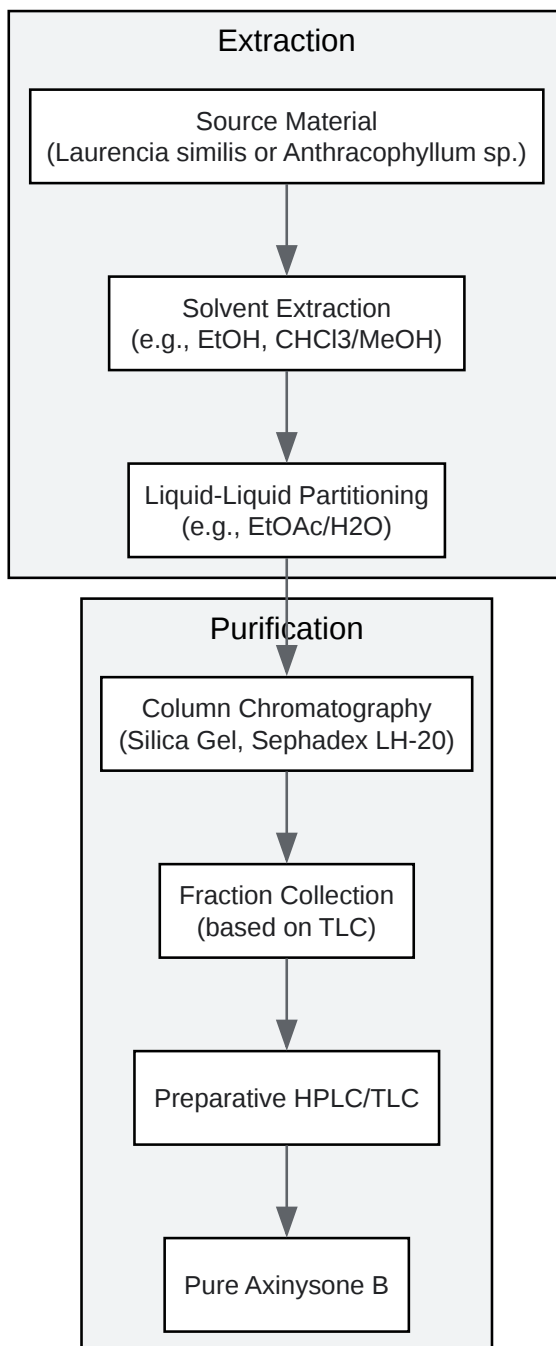 Extraction
Source Material
(Laurencia similis or Anthracophyllum sp.)
Solvent Extraction
(e.g., EtOH, CHCl3/MeOH)
Liquid-Liquid Partitioning
(e.g., EtOAc/H2O)
Purification
Column Chromatography
(Silica Gel, Sephadex LH-20)
Fraction Collection
(based on TLC)
Preparative HPLC/TLC
Pure Axinysone B